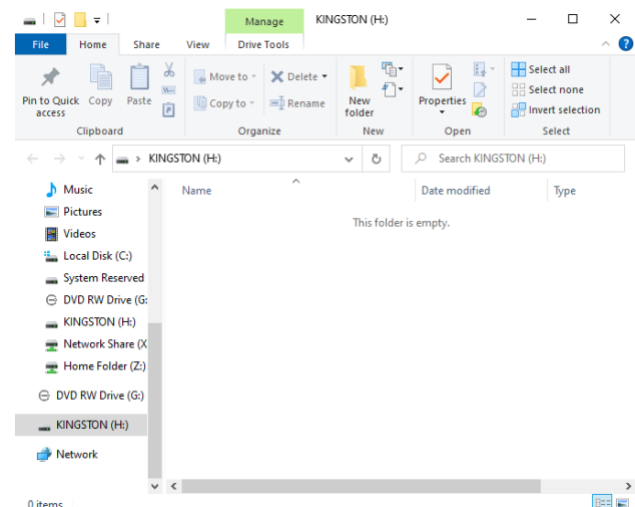 Manage KINGSTON (H:)
File Home Share View Drive Tools
Pin to Quick access
Copy
Paste
Clipboard
Move to
Copy to
Delete
Rename
Organize
New folder
New
Properties
Open
Select all
Select none
Invert selection
Select
KINGSTON (H:)
Search KINGSTON (H:)
Name Date modified Type
This folder is empty.
Music
Pictures
Videos
Local Disk (C:)
System Reserved
DVD RW Drive (G:
KINGSTON (H:)
Network Share (X
Home Folder (Z:)
DVD RW Drive (G:)
KINGSTON (H:)
Network
0 items